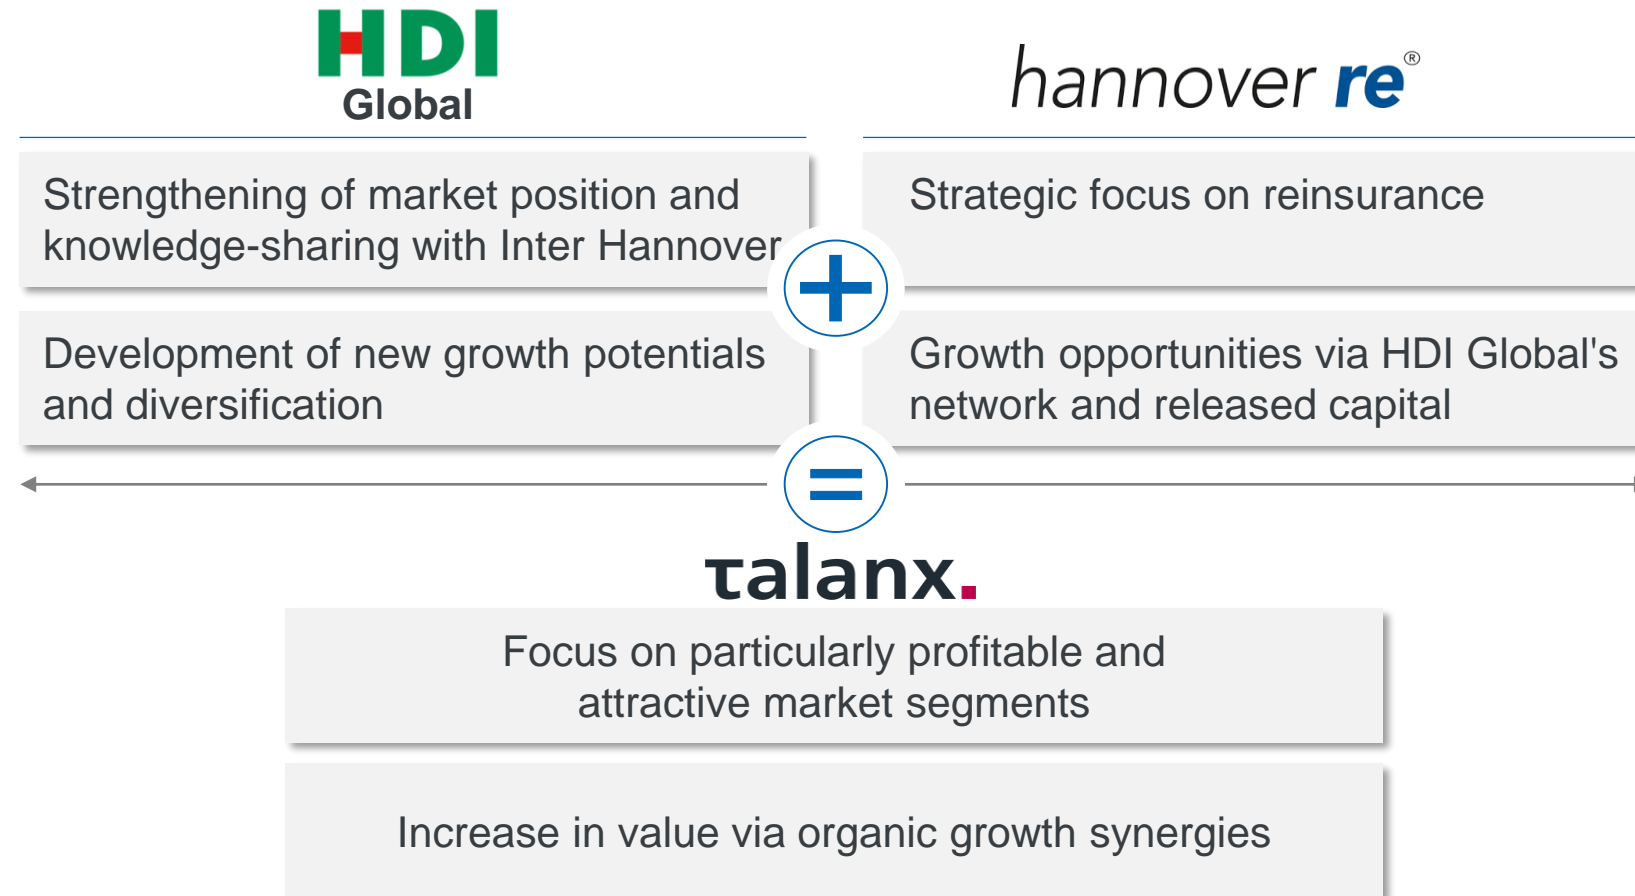 HDI
Global
hannover re®
Strengthening of market position and
knowledge-sharing with Inter Hannover
Strategic focus on reinsurance
Development of new growth potentials
and diversification
Growth opportunities via HDI Global's
network and released capital
+
=
talanx.
Focus on particularly profitable and
attractive market segments
Increase in value via organic growth synergies